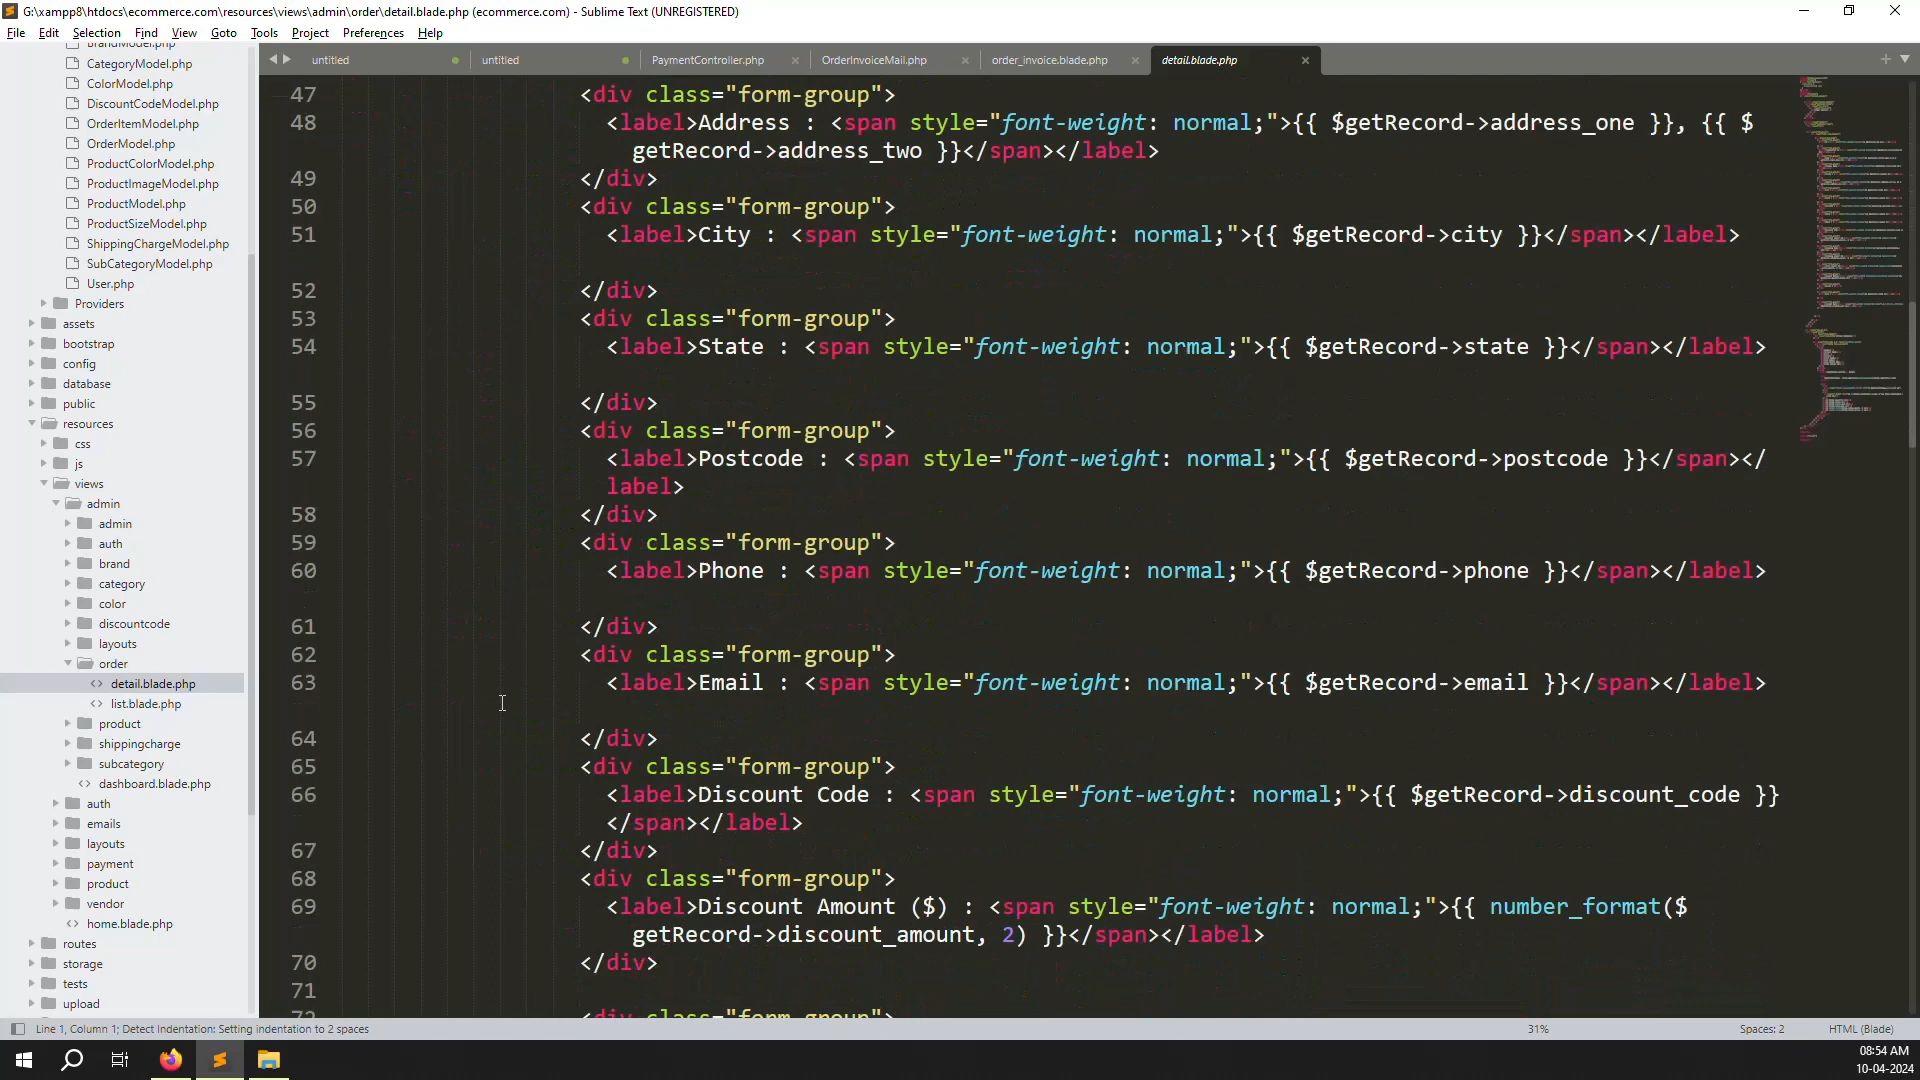 G:\xampp8\htdocs\ecommerce.com\resources\views\admin\order\detail.blade.php (ecommerce.com) - Sublime Text (UNREGISTERED)
File Edit Selection Find View Goto Tools Project Preferences Help
untitled untitled PaymentController.php OrderInvoiceMail.php order_invoice.blade.php detail.blade.php
BrandModel.php
CategoryModel.php
ColorModel.php
DiscountCodeModel.php
OrderItemModel.php
OrderModel.php
ProductColorModel.php
ProductImageModel.php
ProductModel.php
ProductSizeModel.php
ShippingChargeModel.php
SubCategoryModel.php
User.php
Providers
assets
bootstrap
config
database
public
resources
css
js
views
admin
admin
auth
brand
category
color
discountcode
layouts
order
detail.blade.php
list.blade.php
product
shippingcharge
subcategory
dashboard.blade.php
auth
emails
layouts
payment
product
vendor
home.blade.php
routes
storage
tests
upload
47 <div class="form-group">
48 <label>Address : <span style="font-weight: normal;">{{ $getRecord->address_one }}, {{ $
getRecord->address_two }}</span></label>
49 </div>
50 <div class="form-group">
51 <label>City : <span style="font-weight: normal;">{{ $getRecord->city }}</span></label>
52 </div>
53 <div class="form-group">
54 <label>State : <span style="font-weight: normal;">{{ $getRecord->state }}</span></label>
55 </div>
56 <div class="form-group">
57 <label>Postcode : <span style="font-weight: normal;">{{ $getRecord->postcode }}</span></
label>
58 </div>
59 <div class="form-group">
60 <label>Phone : <span style="font-weight: normal;">{{ $getRecord->phone }}</span></label>
61 </div>
62 <div class="form-group">
63 <label>Email : <span style="font-weight: normal;">{{ $getRecord->email }}</span></label>
64 </div>
65 <div class="form-group">
66 <label>Discount Code : <span style="font-weight: normal;">{{ $getRecord->discount_code }}
</span></label>
67 </div>
68 <div class="form-group">
69 <label>Discount Amount ($) : <span style="font-weight: normal;">{{ number_format($
getRecord->discount_amount, 2) }}</span></label>
70 </div>
71
72 <div class="form-group">
Line 1, Column 1; Detect Indentation: Setting indentation to 2 spaces 31% Spaces: 2 HTML (Blade)
08:54 AM
10-04-2024